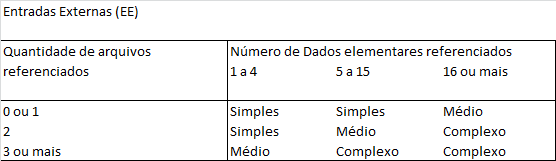 Entradas Externas (EE)
Quantidade de arquivos referenciados
Número de Dados elementares referenciados
1 a 4 5 a 15 16 ou mais
0 ou 1 Simples Simples Médio
2 Simples Médio Complexo
3 ou mais Médio Complexo Complexo